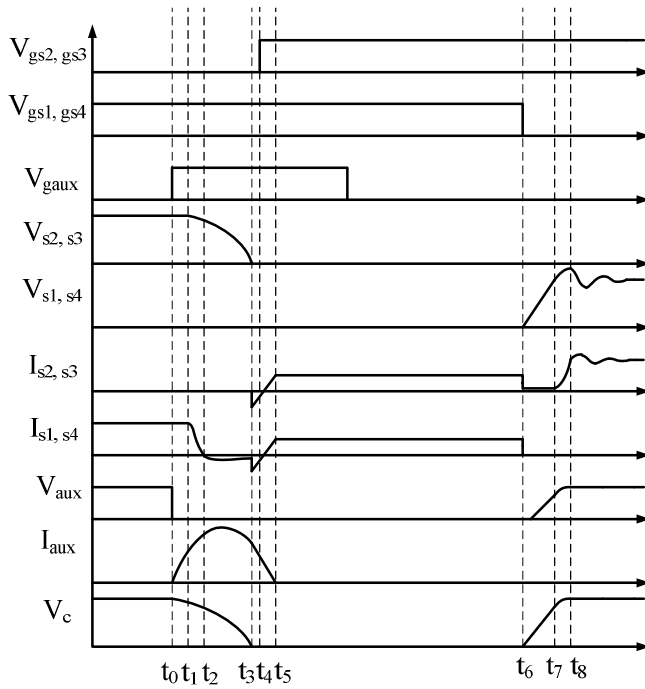 Vgs2, gs3
Vgs1, gs4
Vgaux
Vs2, s3
Vs1, s4
Is2, s3
Is1, s4
Vaux
Iaux
Vc
t0 t1 t2 t3 t4 t5 t6 t7 t8